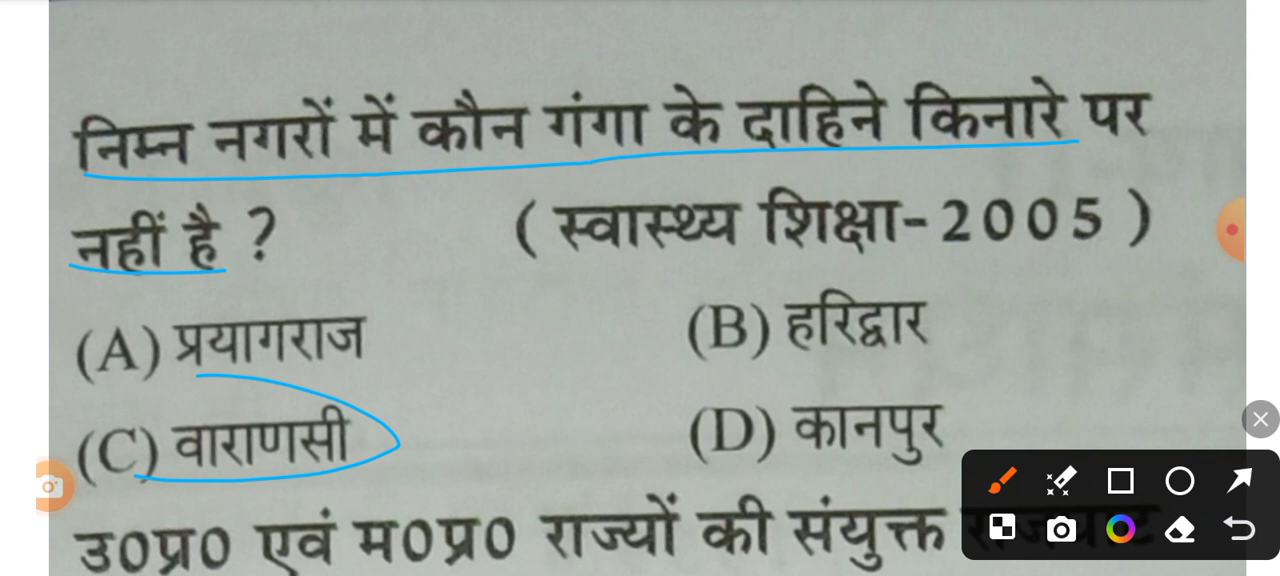 निम्न नगरों में कौन गंगा के दाहिने किनारे पर
नहीं है ? ( स्वास्थ्य शिक्षा-2005 )
(A) प्रयागराज (B) हरिद्वार
(C) वाराणसी (D) कानपुर
उ0प्र0 एवं म0प्र0 राज्यों की संयुक्त